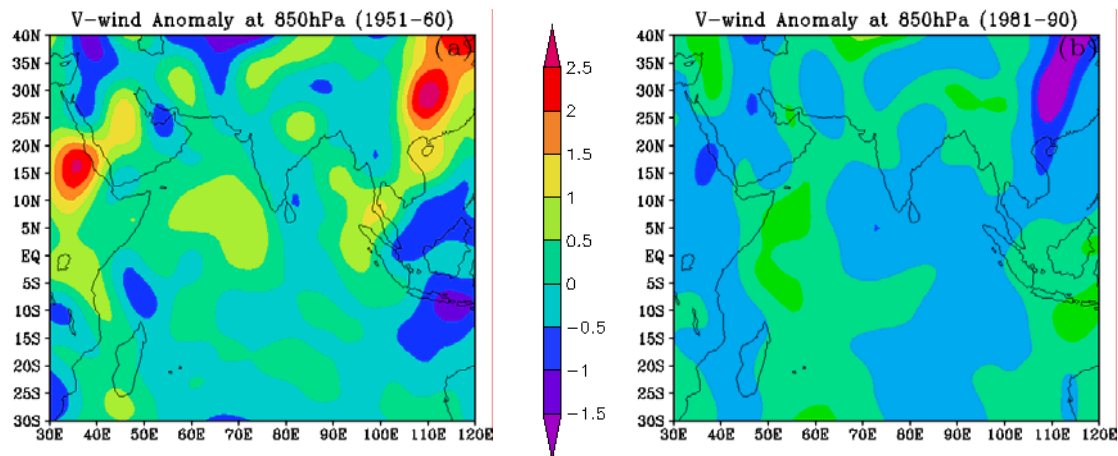 V-wind Anomaly at 850hPa (1951-60)
(a)
40N
35N
30N
25N
20N
15N
10N
5N
EQ
5S
10S
15S
20S
25S
30S
30E 40E 50E 60E 70E 80E 90E 100E 110E 120E
2.5
2
1.5
1
0.5
0
-0.5
-1
-1.5
V-wind Anomaly at 850hPa (1981-90)
(b)
40N
35N
30N
25N
20N
15N
10N
5N
EQ
5S
10S
15S
20S
25S
30S
30E 40E 50E 60E 70E 80E 90E 100E 110E 120E